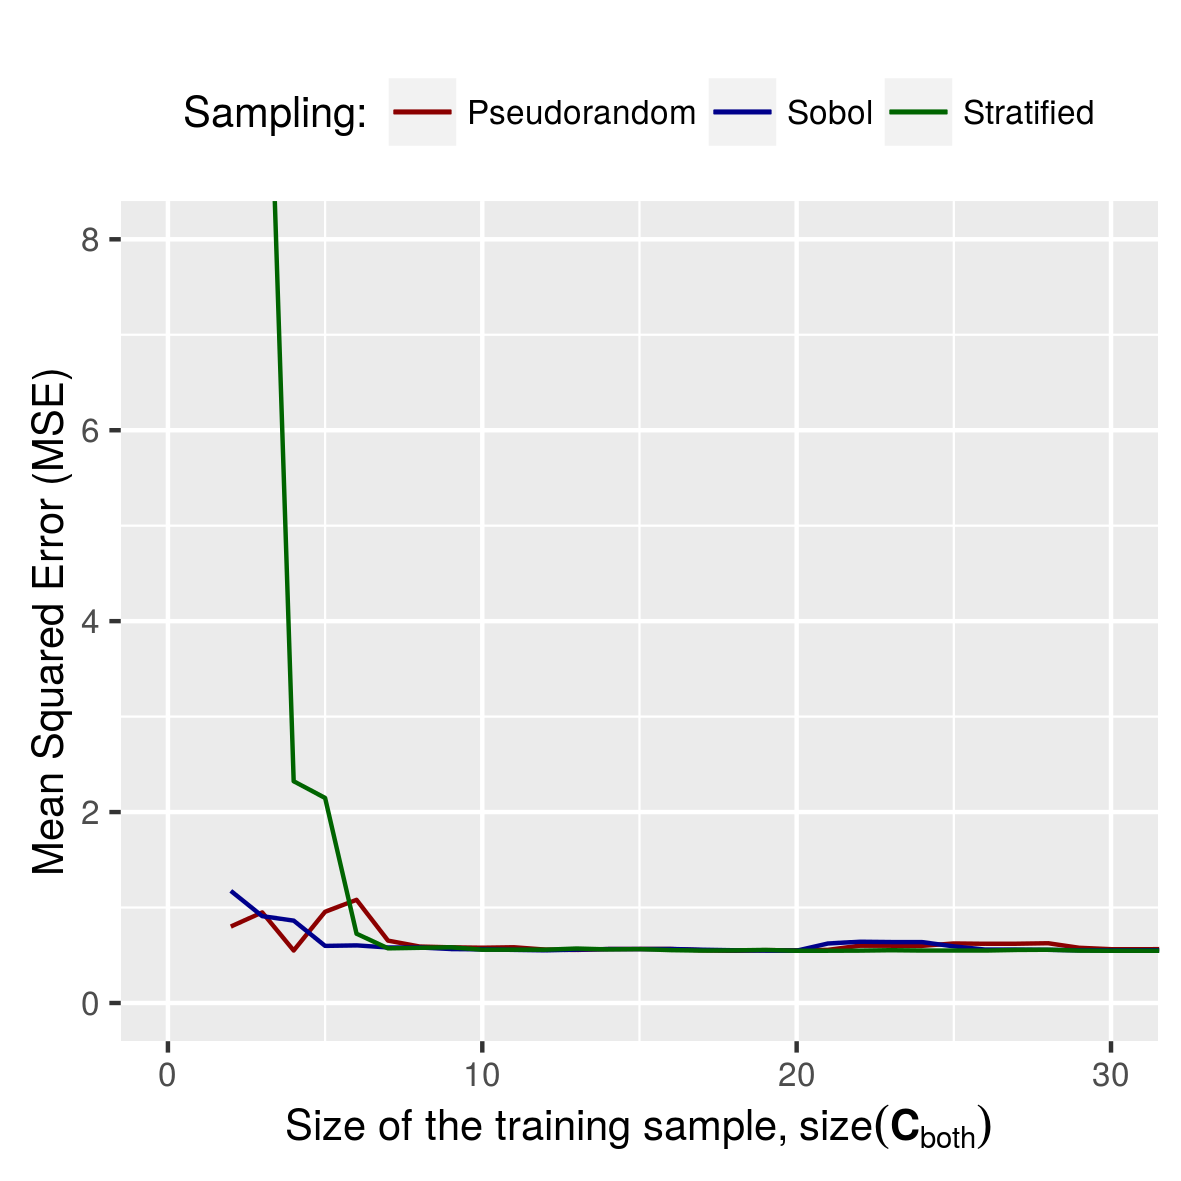 Sampling: Pseudorandom Sobol Stratified
Mean Squared Error (MSE)
8
6
4
2
0
0 10 20 30
Size of the training sample, size(C_both)